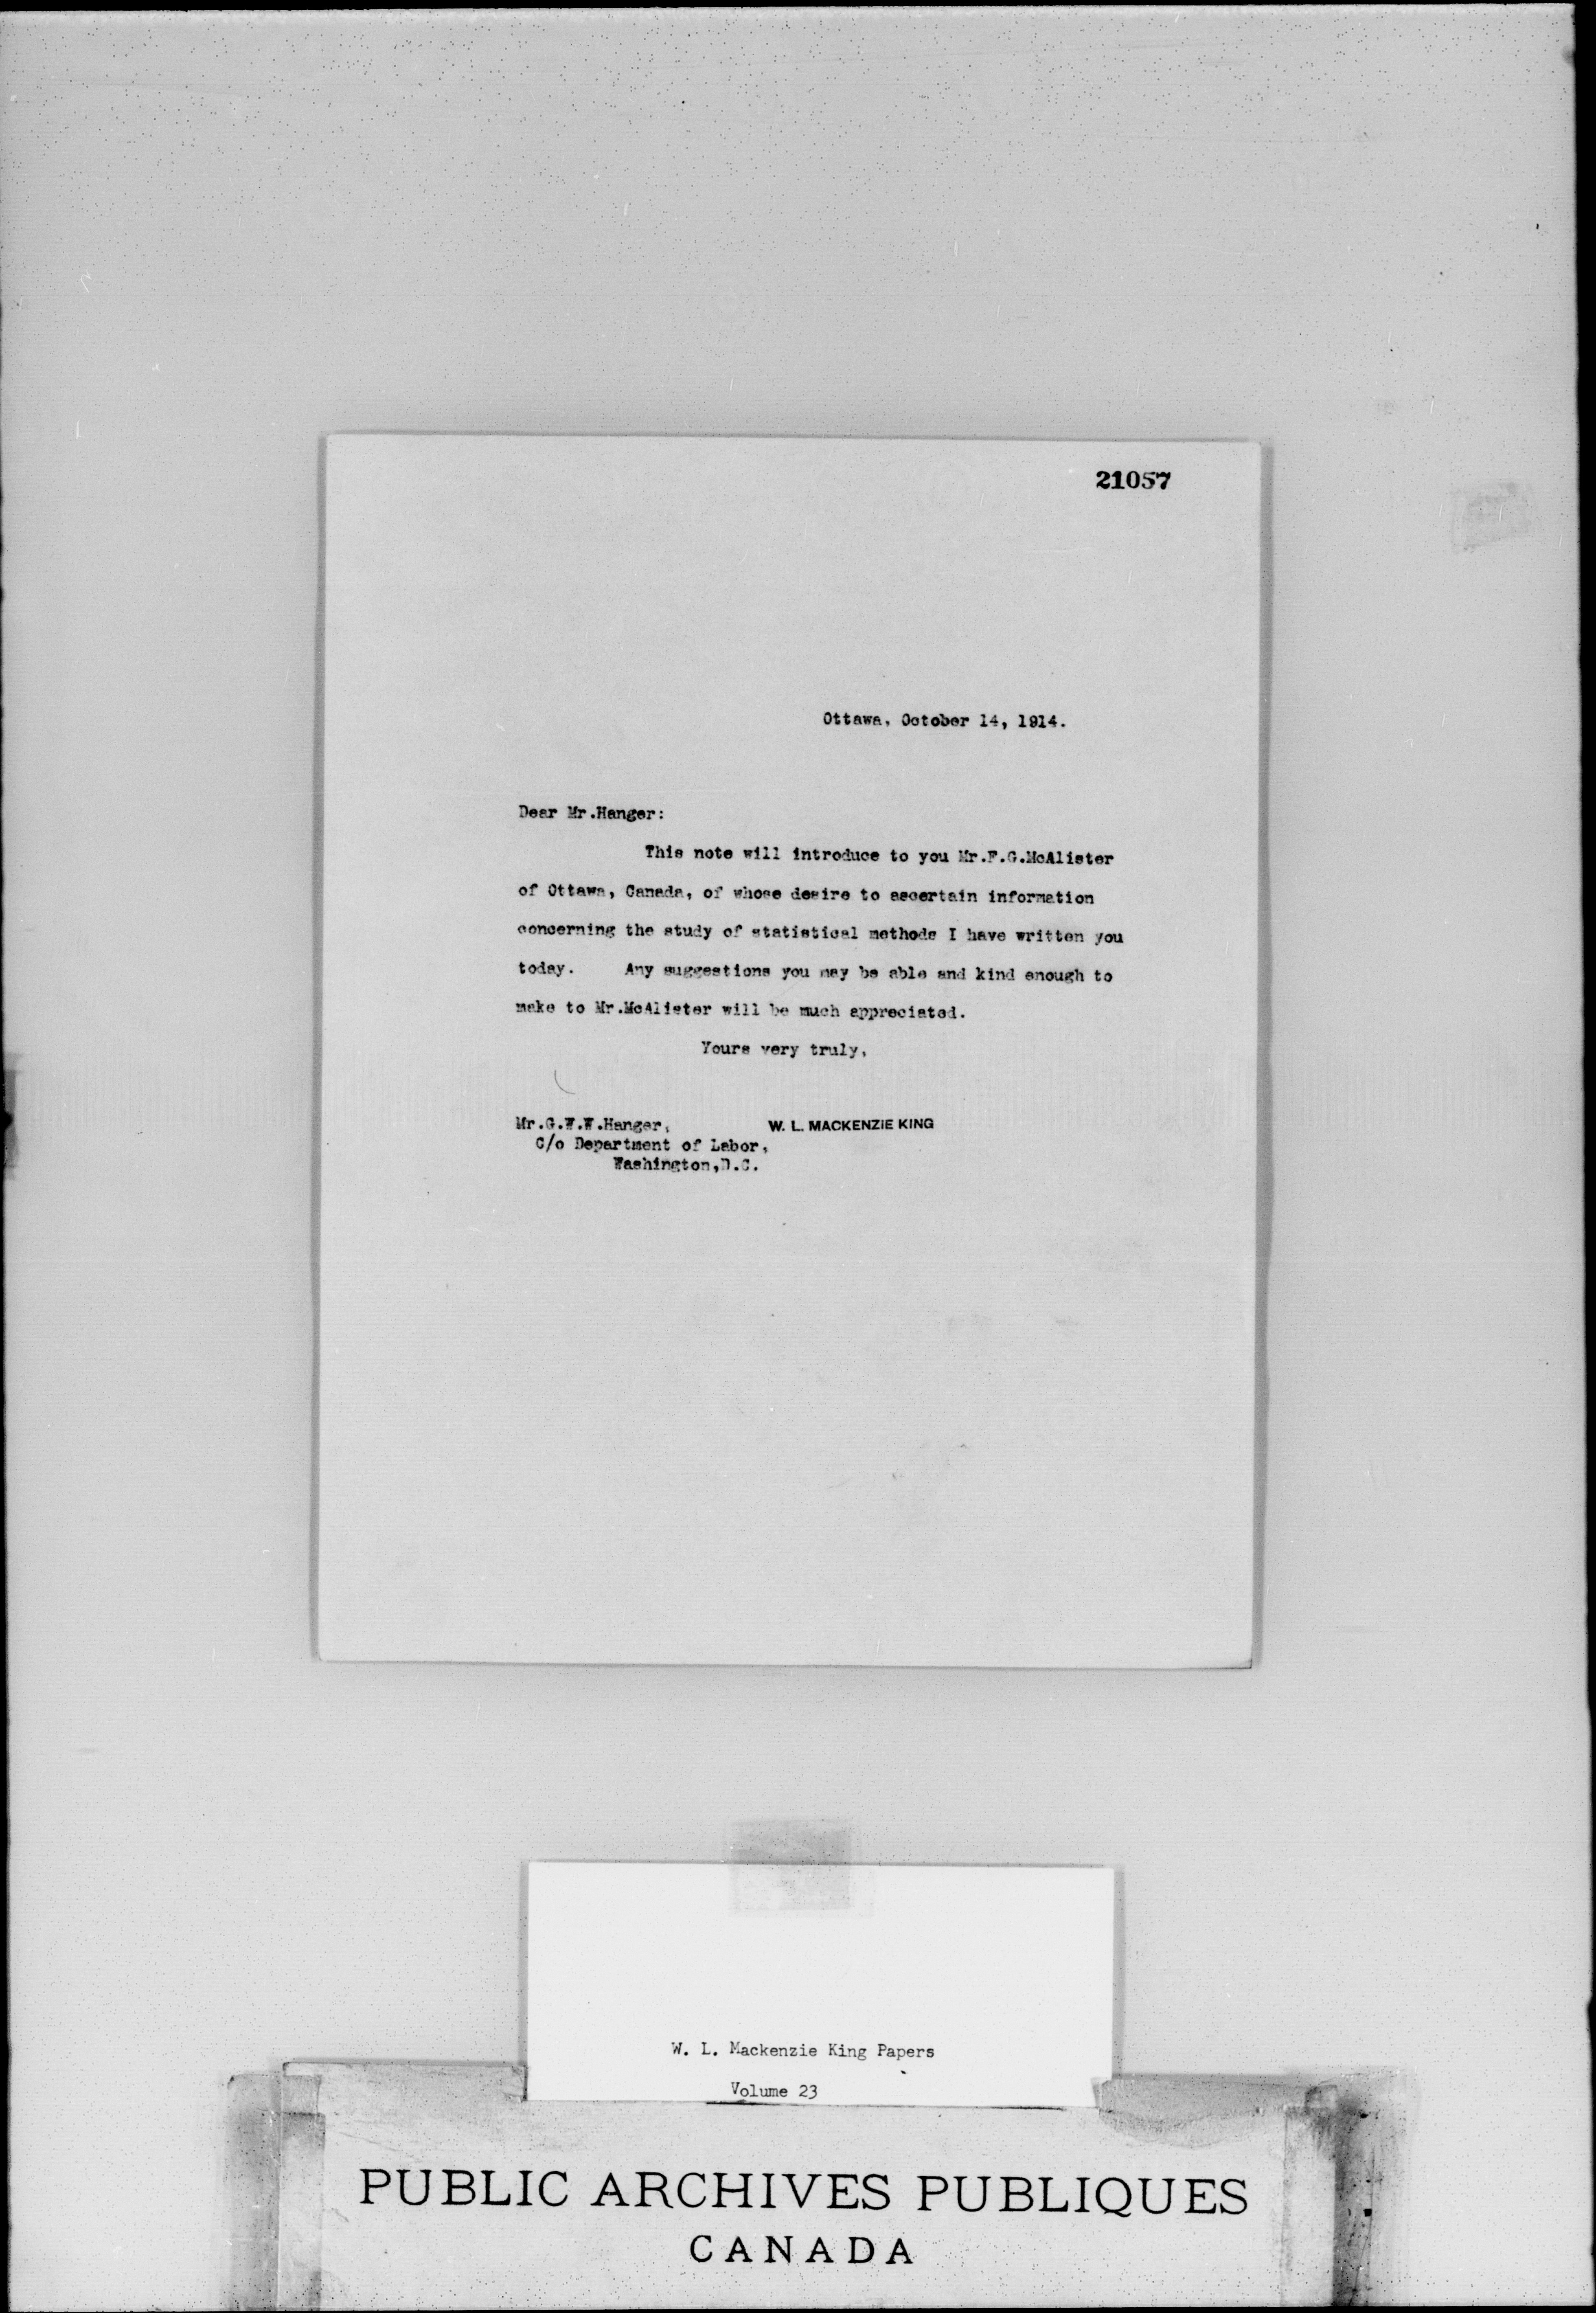 21057
Ottawa, October 14, 1914.
Dear Mr.Hanger:
This note will introduce to you Mr.F.G.McAlister
of Ottawa, Canada, of whose desire to ascertain information
concerning the study of statistical methods I have written you
today. Any suggestions you may be able and kind enough to
make to Mr.McAlister will be much appreciated.
Yours very truly,
Mr.G.W.W.Hanger, W. L. MACKENZIE KING
C/o Department of Labor,
Washington,D.C.
W. L. Mackenzie King Papers
Volume 23
PUBLIC ARCHIVES PUBLIQUES
CANADA